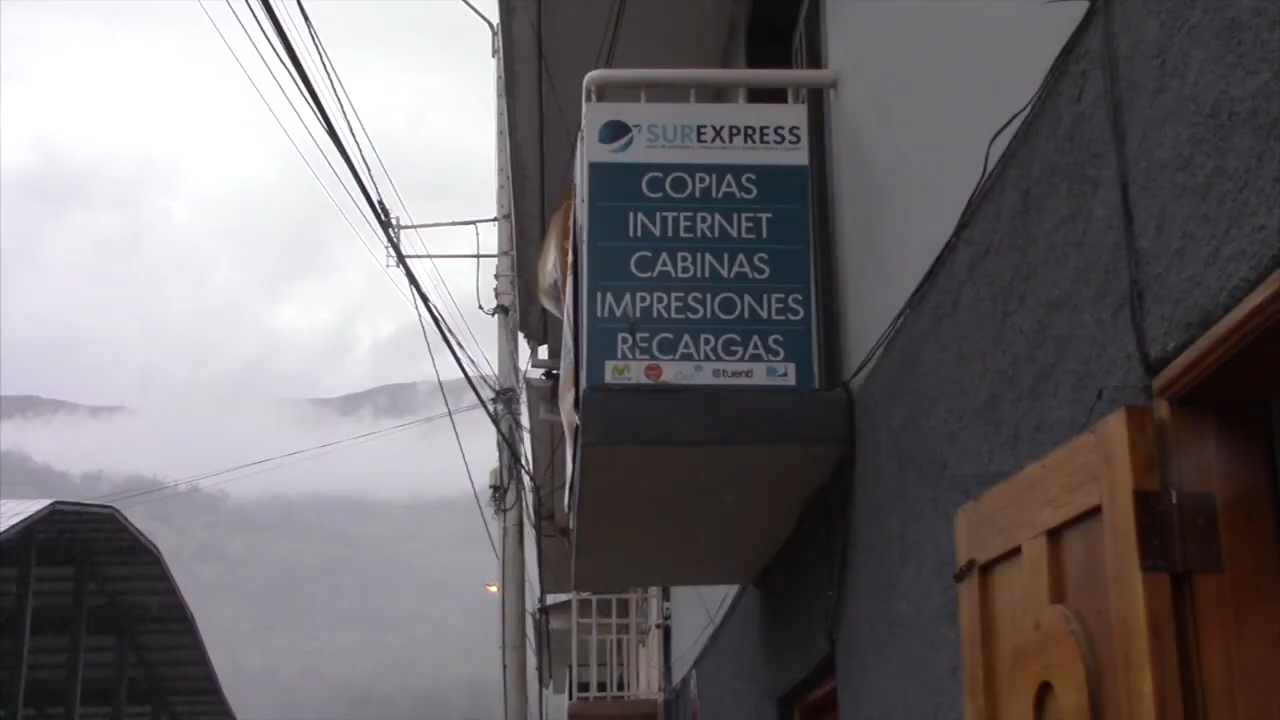 SUREXPRESS
COPIAS
INTERNET
CABINAS
IMPRESIONES
RECARGAS
tuenti